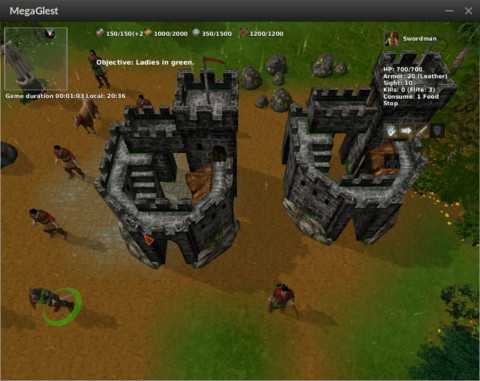 MegaGlest
150/150(+2 1000/2000 350/1500 1200/1200
Swordman
Objective: Ladies in green.
HP: 700/700
Armor: 20 (Leather)
Sight: 10
Kills: 0 (Elite: 3)
Consume: 1 Food
Stop
Game duration 00:01:03 Local: 20:36